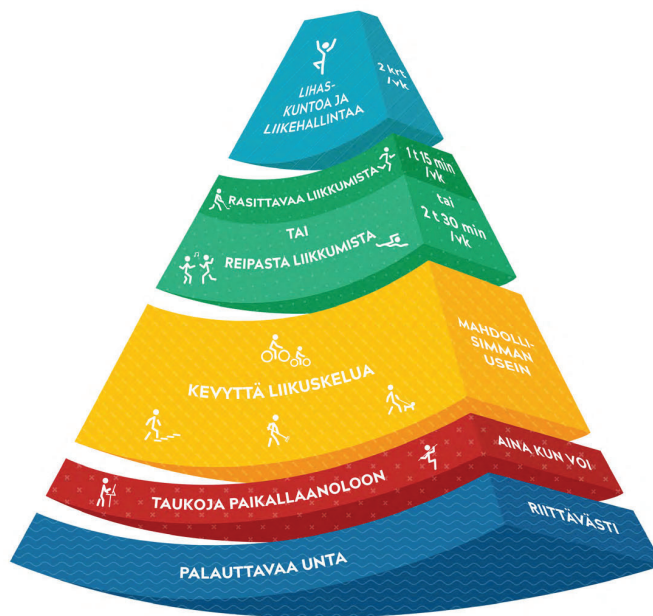 LIHAS-
KUNTOA JA
LIIKEHALLINTAA
2 krt
/vk
RASITTAVAA LIIKKUMISTA
1 t 15 min
/vk
TAI
tai
REIPASTA LIIKKUMISTA
2 t 30 min
/vk
KEVYTTÄ LIIKUSKELUA
MAHDOLLI-
SIMMAN
USEIN
TAUKOJA PAIKALLAANOLOON
AINA KUN VOI
PALAUTTAVAA UNTA
RIITTÄVÄSTI